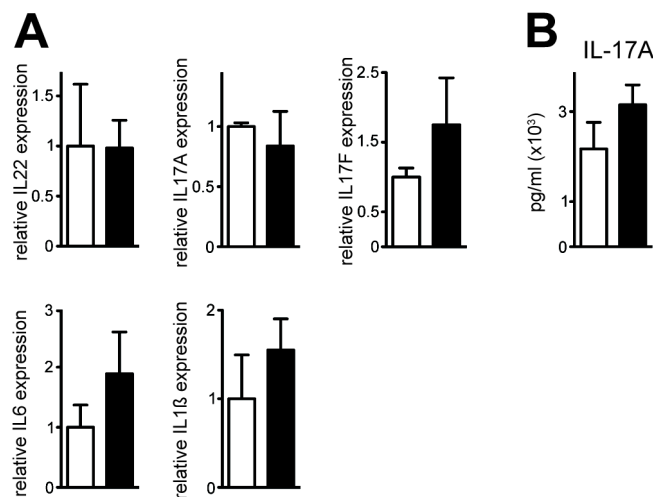 A
B
IL-17A
relative IL22 expression
1.5
1
0.5
0
relative IL17A expression
1
0.5
0
relative IL17F expression
2.5
1.5
0.5
0
pg/ml (x10³)
3
1
0
relative IL6 expression
3
2
1
0
relative IL1ß expression
2
1
0